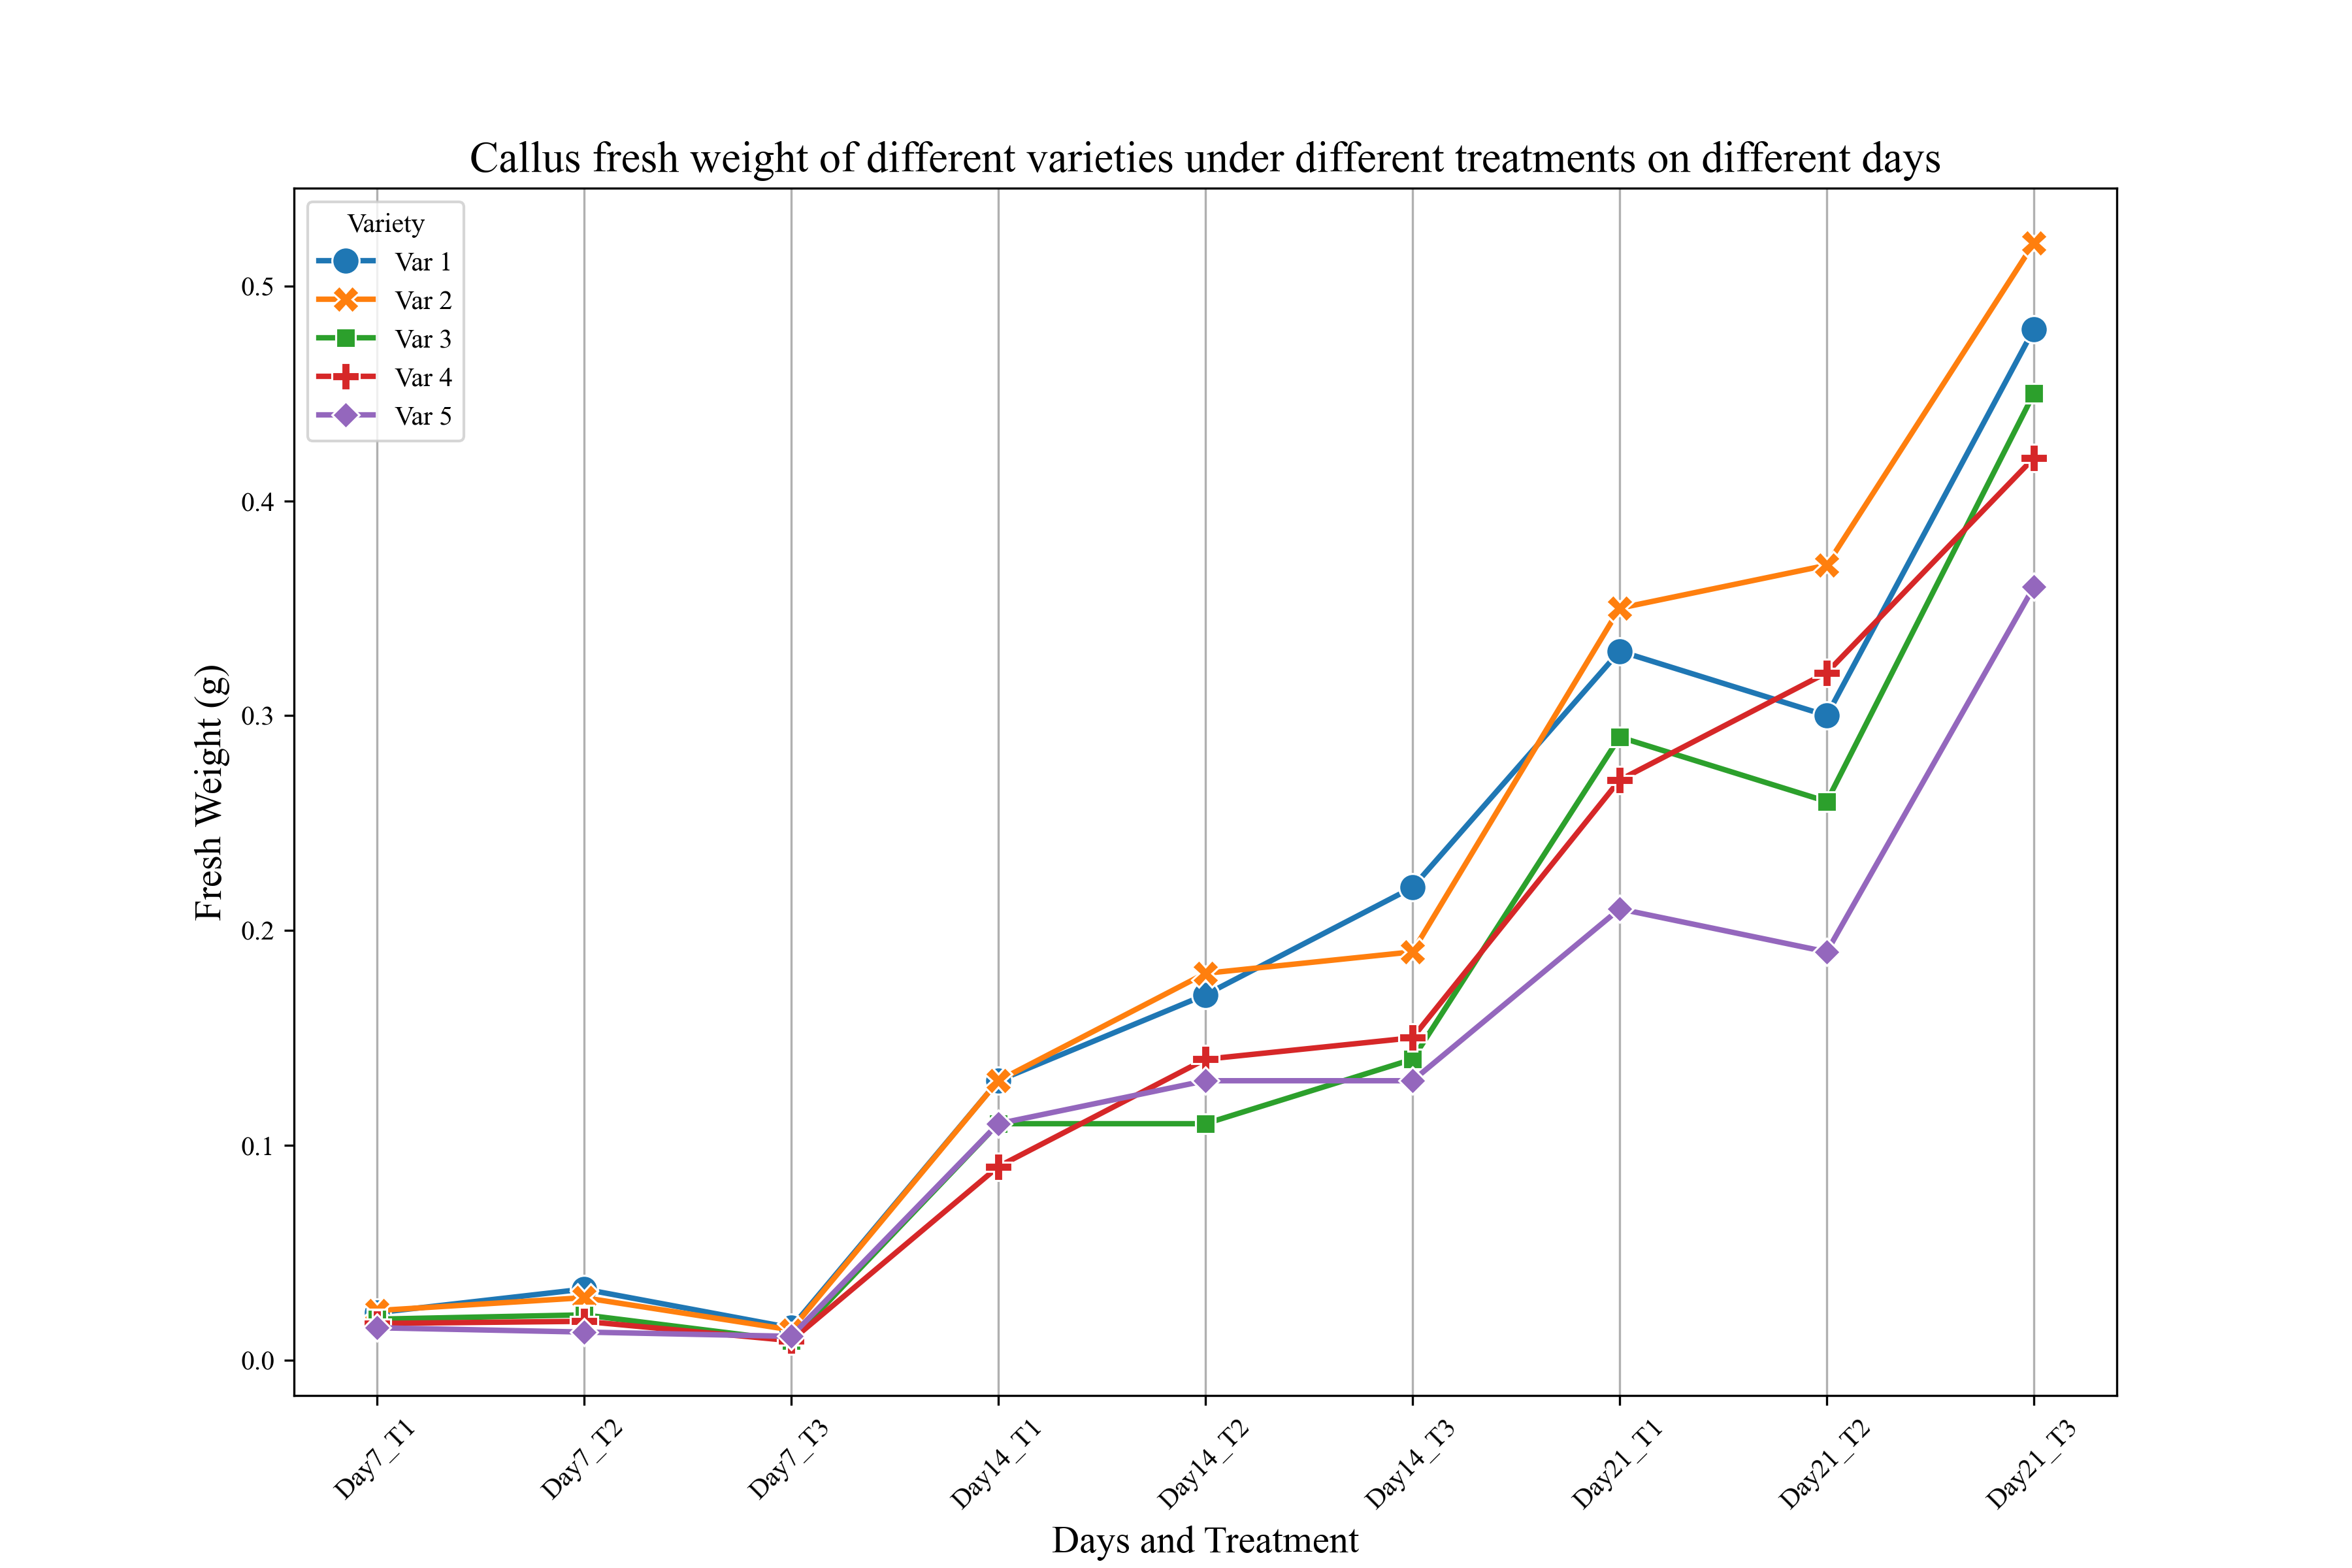 Callus fresh weight of different varieties under different treatments on different days
Variety
Var 1
Var 2
Var 3
Var 4
Var 5
0.5
0.4
0.3
0.2
0.1
0.0
Fresh Weight (g)
Day7_T1
Day7_T2
Day7_T3
Day14_T1
Day14_T2
Day14_T3
Day21_T1
Day21_T2
Day21_T3
Days and Treatment